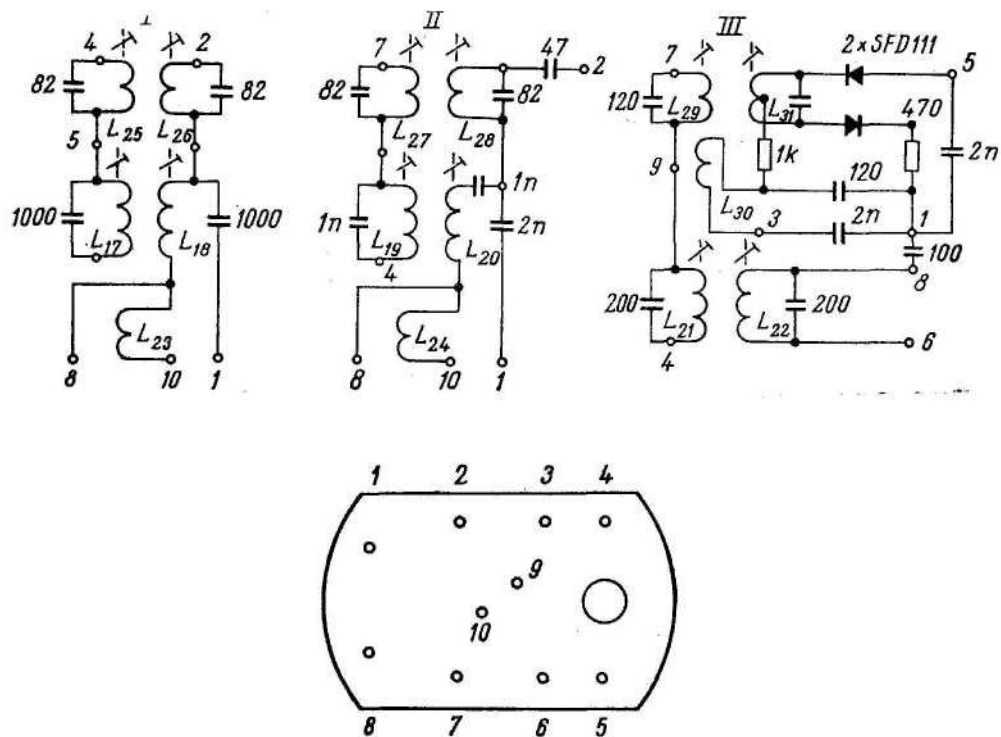 I
4 2
82 82
L25 L26
5
1000 1000
L17 L18
L23
8 10 1
II
7 47 2
82 82
L27 L28
1n
1n 2n
L19 L20
4
L24
8 10 1
III
7 2xSFD111 5
120 470
L29 L31
1k 2n
9 120
L30
3 2n 1
100
8
200 200
L21 L22
4 6
1 2 3 4
9
10
8 7 6 5